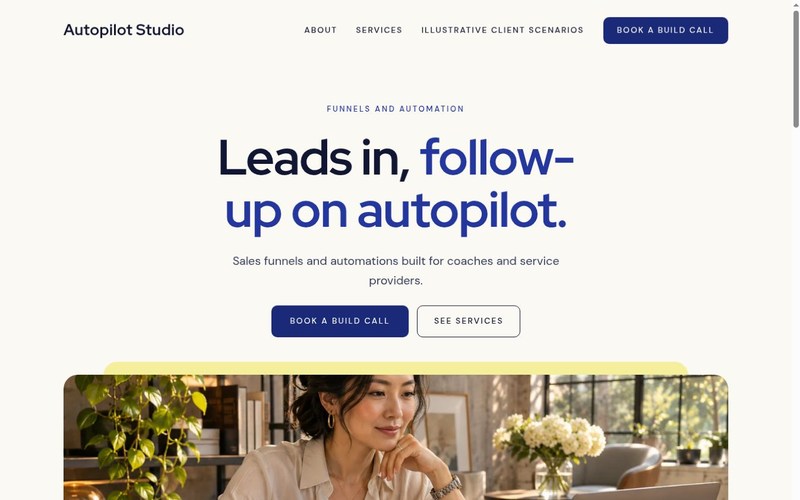 Autopilot Studio
ABOUT
SERVICES
ILLUSTRATIVE CLIENT SCENARIOS
BOOK A BUILD CALL
FUNNELS AND AUTOMATION
Leads in, follow-
up on autopilot.
Sales funnels and automations built for coaches and service
providers.
BOOK A BUILD CALL
SEE SERVICES